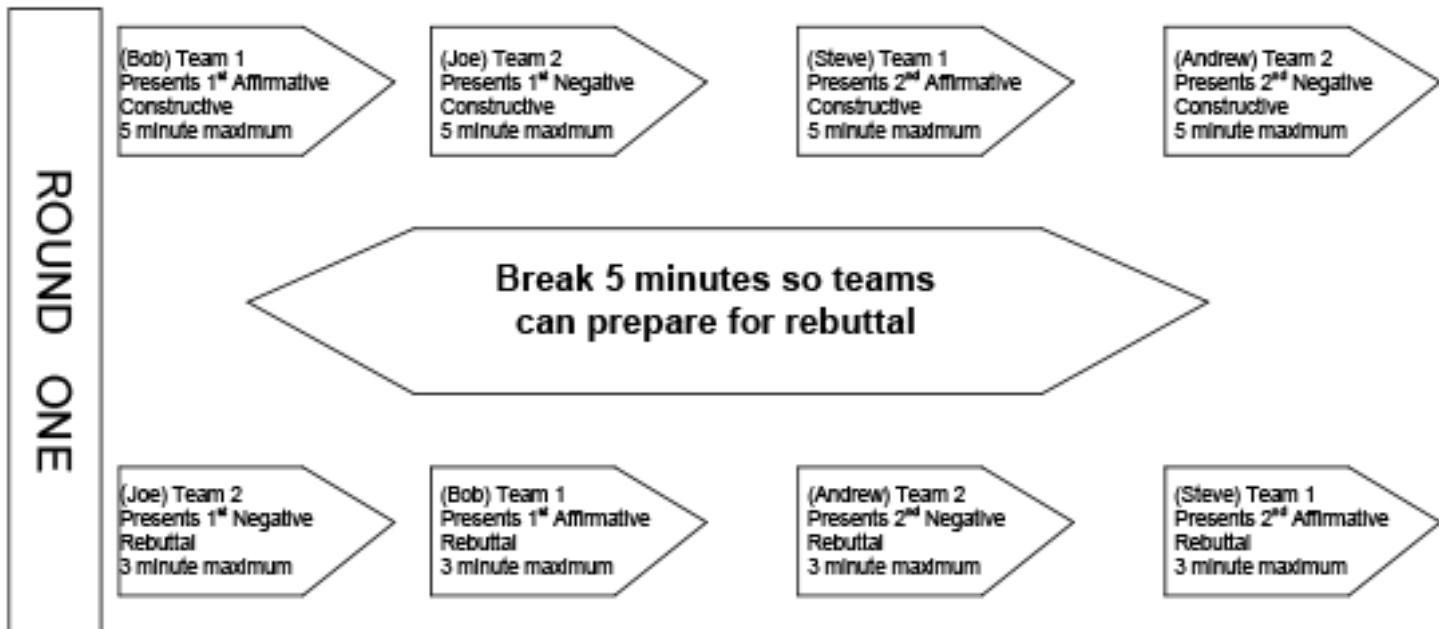 ROUND ONE
(Bob) Team 1
Presents 1st Affirmative
Constructive
5 minute maximum
(Joe) Team 2
Presents 1st Negative
Constructive
5 minute maximum
(Steve) Team 1
Presents 2nd Affirmative
Constructive
5 minute maximum
(Andrew) Team 2
Presents 2nd Negative
Constructive
5 minute maximum
Break 5 minutes so teams
can prepare for rebuttal
(Joe) Team 2
Presents 1st Negative
Rebuttal
3 minute maximum
(Bob) Team 1
Presents 1st Affirmative
Rebuttal
3 minute maximum
(Andrew) Team 2
Presents 2nd Negative
Rebuttal
3 minute maximum
(Steve) Team 1
Presents 2nd Affirmative
Rebuttal
3 minute maximum